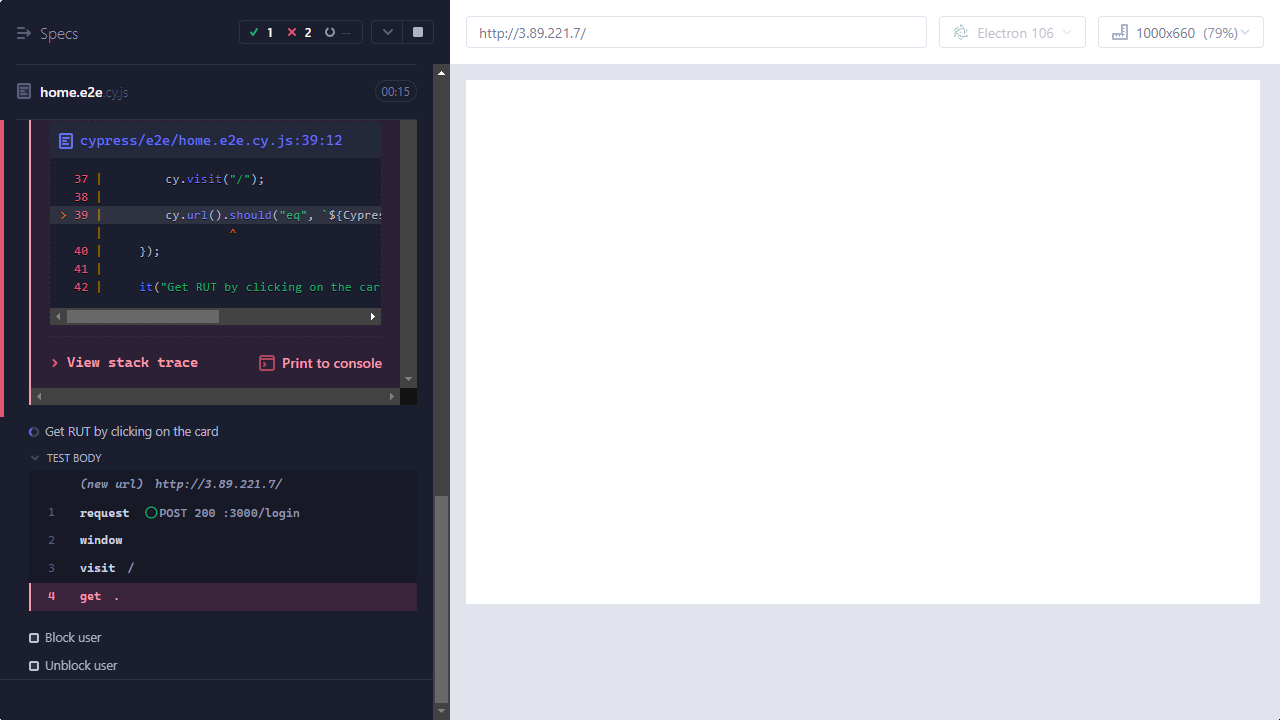 Specs
1 2 --
http://3.89.221.7/
Electron 106
1000x660 (79%)
home.e2e.cy.js 00:15
cypress/e2e/home.e2e.cy.js:39:12
37 | cy.visit("/");
38 |
> 39 | cy.url().should("eq", `${Cypres
| ^
40 | });
41 |
42 | it("Get RUT by clicking on the car
View stack trace
Print to console
Get RUT by clicking on the card
TEST BODY
(new url) http://3.89.221.7/
1 request POST 200 :3000/login
2 window
3 visit /
4 get .
Block user
Unblock user